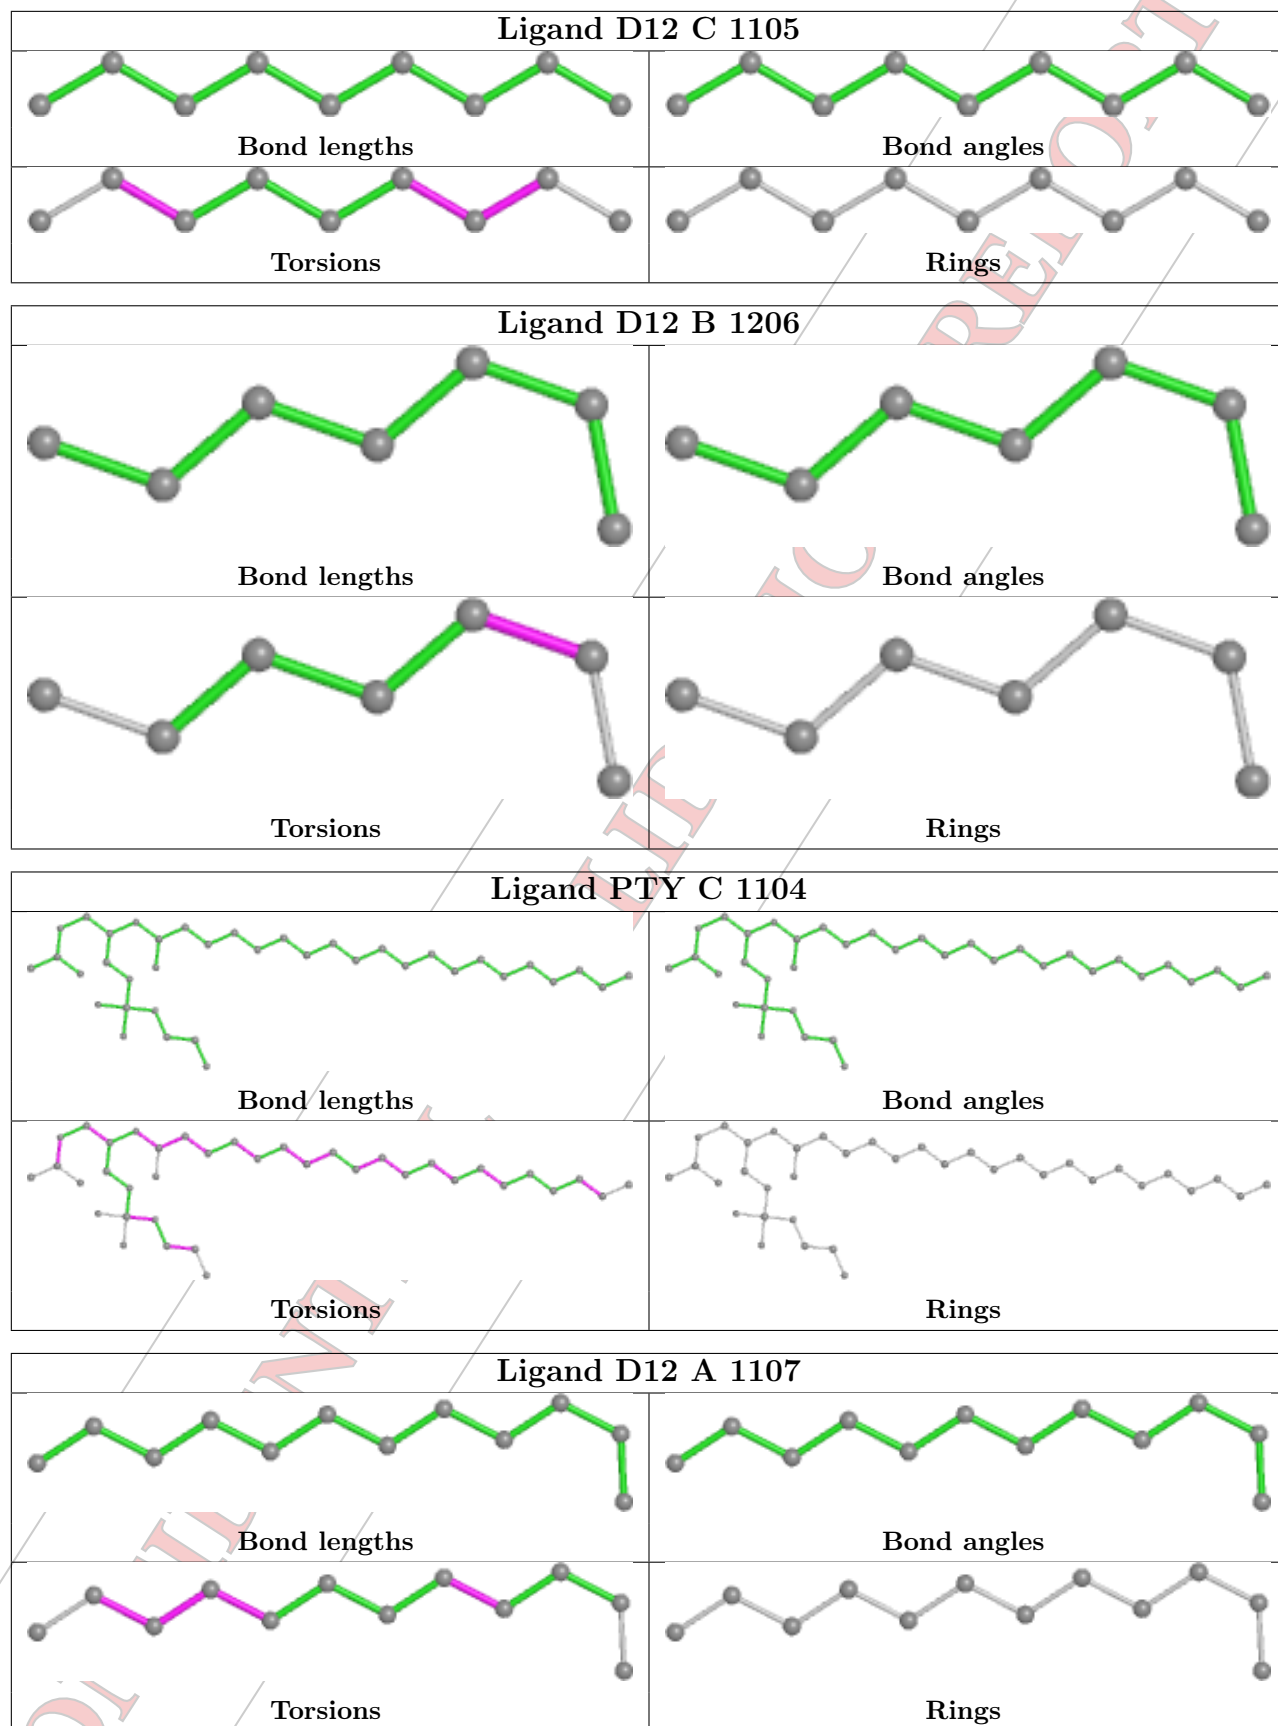 Ligand D12 C 1105
Bond lengths Bond angles
Torsions Rings
Ligand D12 B 1206
Bond lengths Bond angles
Torsions Rings
Ligand PTY C 1104
Bond lengths Bond angles
Torsions Rings
Ligand D12 A 1107
Bond lengths Bond angles
Torsions Rings